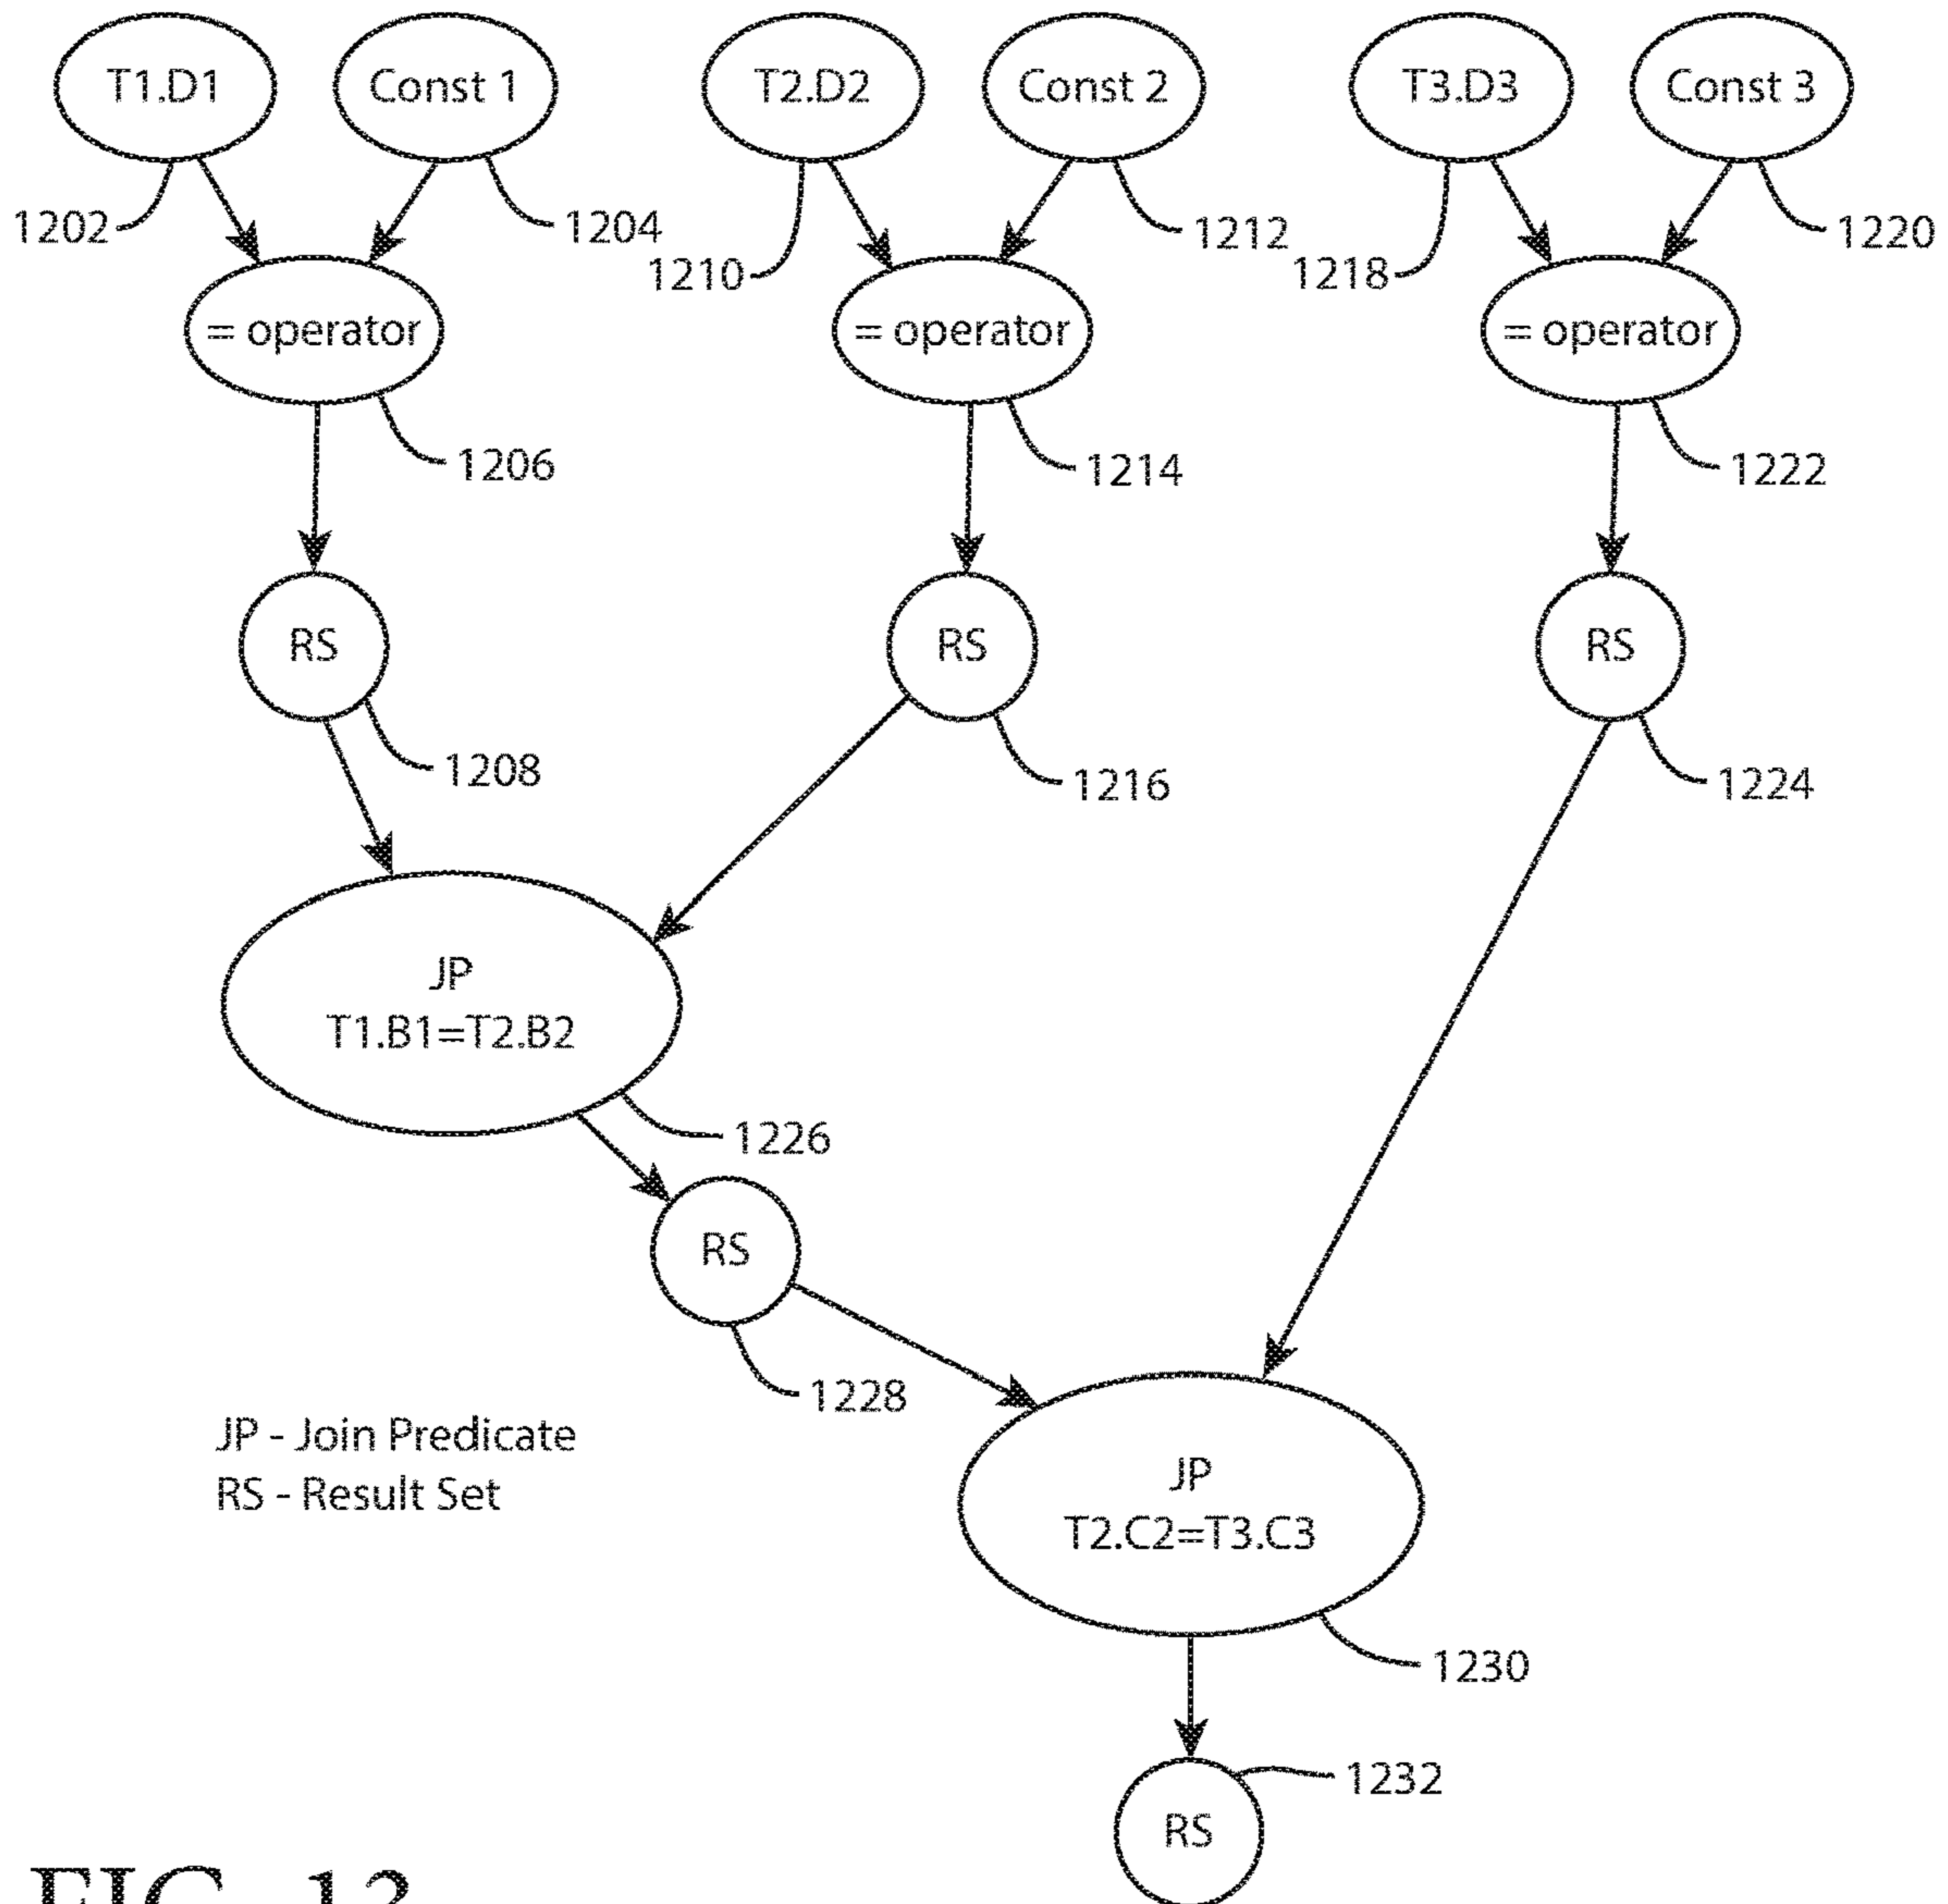 T1.D1 Const 1 T2.D2 Const 2 T3.D3 Const 3
1202 1204 1210 1212 1218 1220
= operator = operator = operator
1206 1214 1222
RS RS RS
1208 1216 1224
JP
T1.B1=T2.B2
1226
RS
1228
JP - Join Predicate
RS - Result Set
JP
T2.C2=T3.C3
1230
1232
RS
FIG. 13